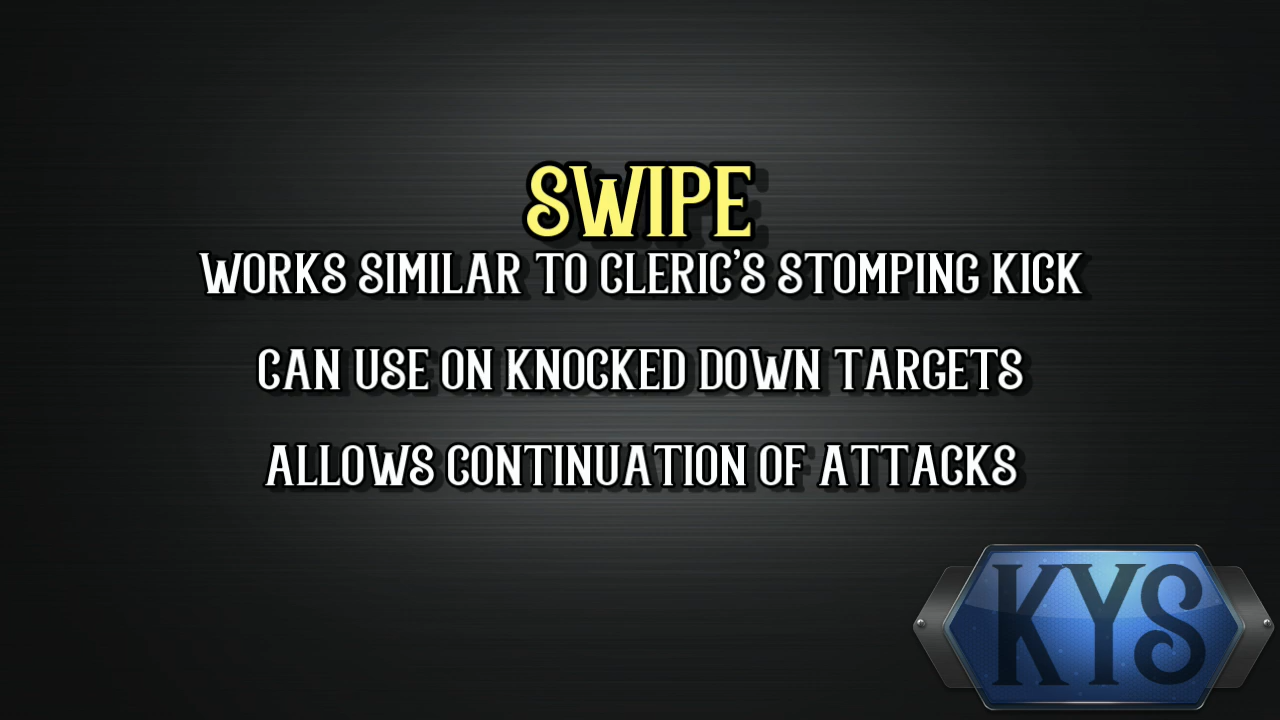 SWIPE
WORKS SIMILAR TO CLERIC'S STOMPING KICK
CAN USE ON KNOCKED DOWN TARGETS
ALLOWS CONTINUATION OF ATTACKS
KYS